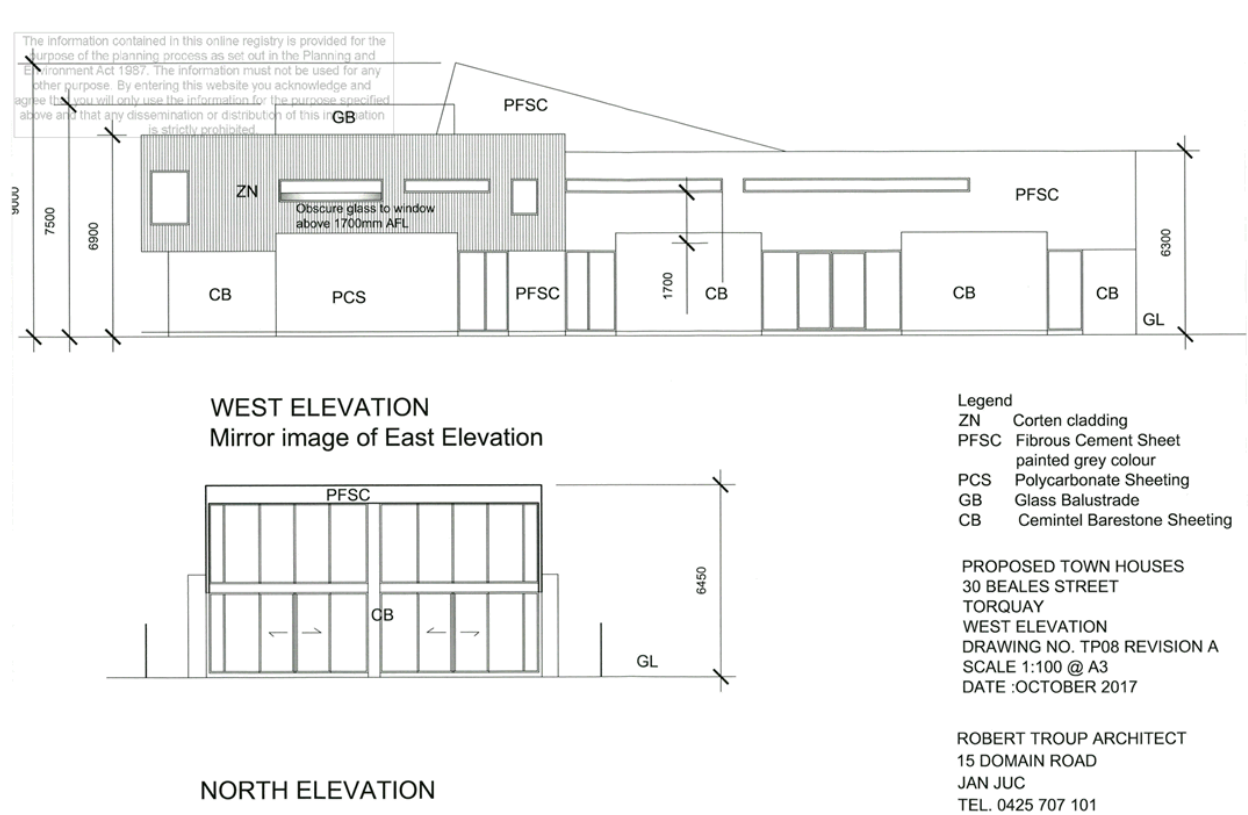 The information contained in this online registry is provided for the
purpose of the planning process as set out in the Planning and
Environment Act 1987. The information must not be used for any
other purpose. By entering this website you acknowledge and
agree that you will only use the information for the purpose specified
above and that any dissemination or distribution of this information
is strictly prohibited.
PFSC
GB
ZN
Obscure glass to window
above 1700mm AFL
PFSC
9000
7500
6900
6300
1700
CB
PCS
PFSC
CB
CB
CB
GL
WEST ELEVATION
Mirror image of East Elevation
PFSC
CB
6450
GL
NORTH ELEVATION
Legend
ZN Corten cladding
PFSC Fibrous Cement Sheet
painted grey colour
PCS Polycarbonate Sheeting
GB Glass Balustrade
CB Cemintel Barestone Sheeting
PROPOSED TOWN HOUSES
30 BEALES STREET
TORQUAY
WEST ELEVATION
DRAWING NO. TP08 REVISION A
SCALE 1:100 @ A3
DATE :OCTOBER 2017
ROBERT TROUP ARCHITECT
15 DOMAIN ROAD
JAN JUC
TEL. 0425 707 101